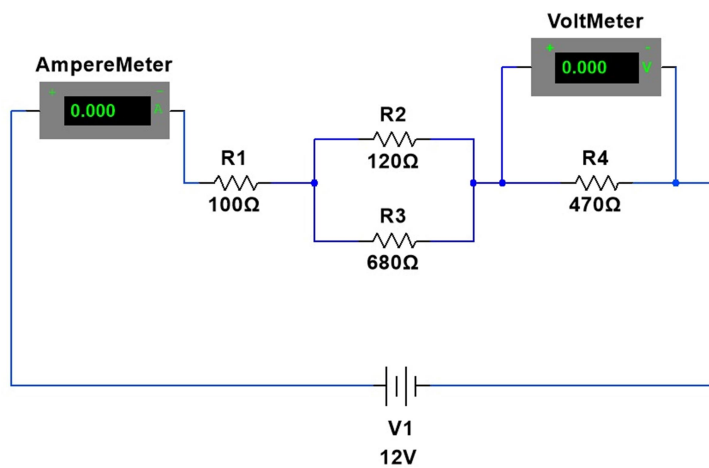 VoltMeter
+ -
0.000 V
AmpereMeter
+ -
0.000 A
R2
120Ω
R1
100Ω
R4
470Ω
R3
680Ω
V1
12V